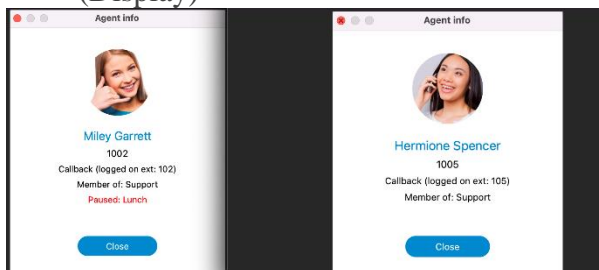 (Display)
Agent info
Miley Garrett
1002
Callback (logged on ext: 102)
Member of: Support
Paused: Lunch
Close
Agent info
Hermione Spencer
1005
Callback (logged on ext: 105)
Member of: Support
Close